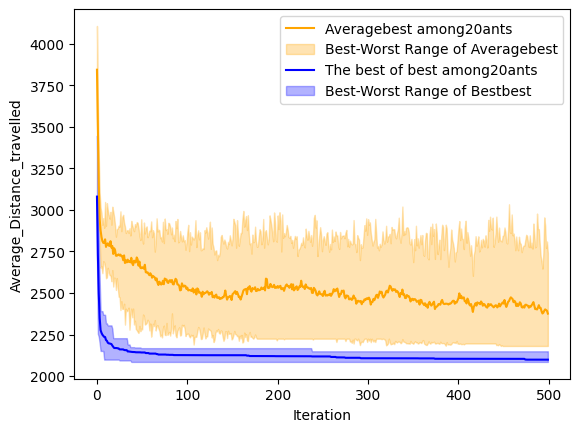 Averagebest among20ants
Best-Worst Range of Averagebest
The best of best among20ants
Best-Worst Range of Bestbest
Average_Distance_travelled
4000
3750
3500
3250
3000
2750
2500
2250
2000
0 100 200 300 400 500
Iteration